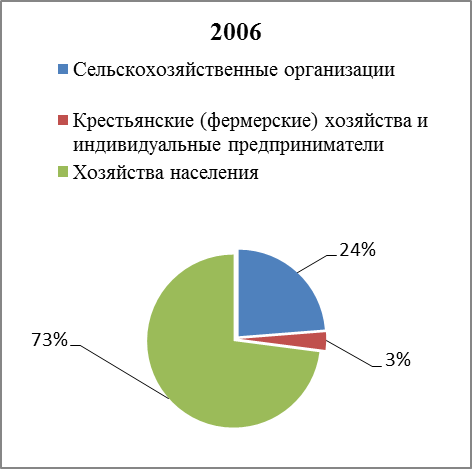 2006
Сельскохозяйственные организации
Крестьянские (фермерские) хозяйства и
индивидуальные предприниматели
Хозяйства населения
24%
73%
3%